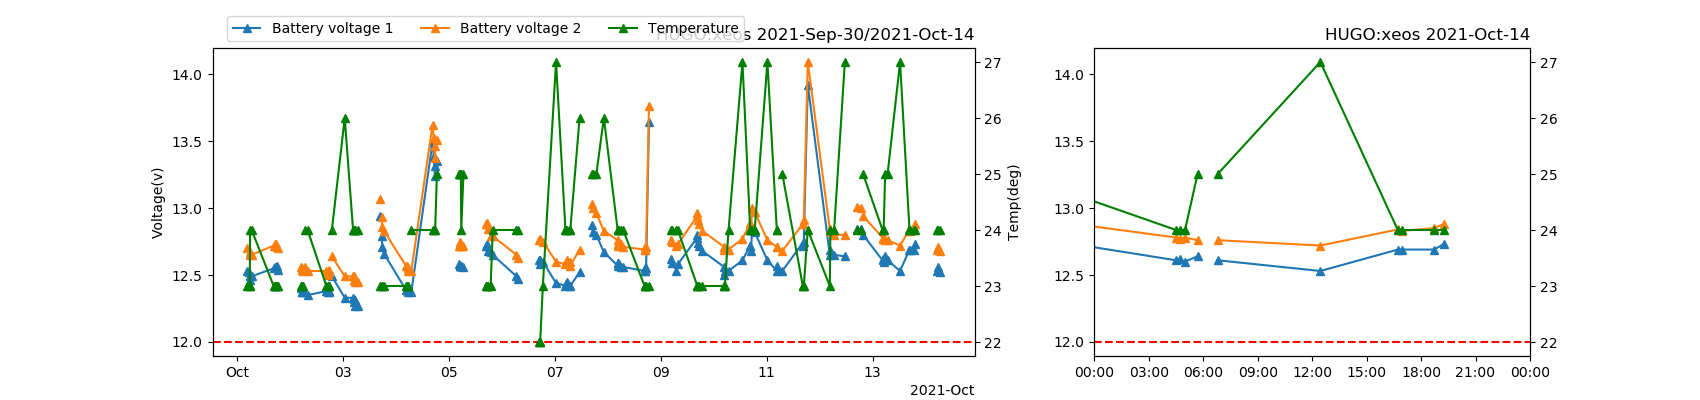 Battery voltage 1 Battery voltage 2 Temperature
HUGO:xeos 2021-Sep-30/2021-Oct-14
HUGO:xeos 2021-Oct-14
14.0
13.5
13.0
12.5
12.0
Voltage(v)
27
26
25
24
23
22
Temp(deg)
Oct 03 05 07 09 11 13
2021-Oct
14.0
13.5
13.0
12.5
12.0
27
26
25
24
23
22
00:00 03:00 06:00 09:00 12:00 15:00 18:00 21:00 00:00